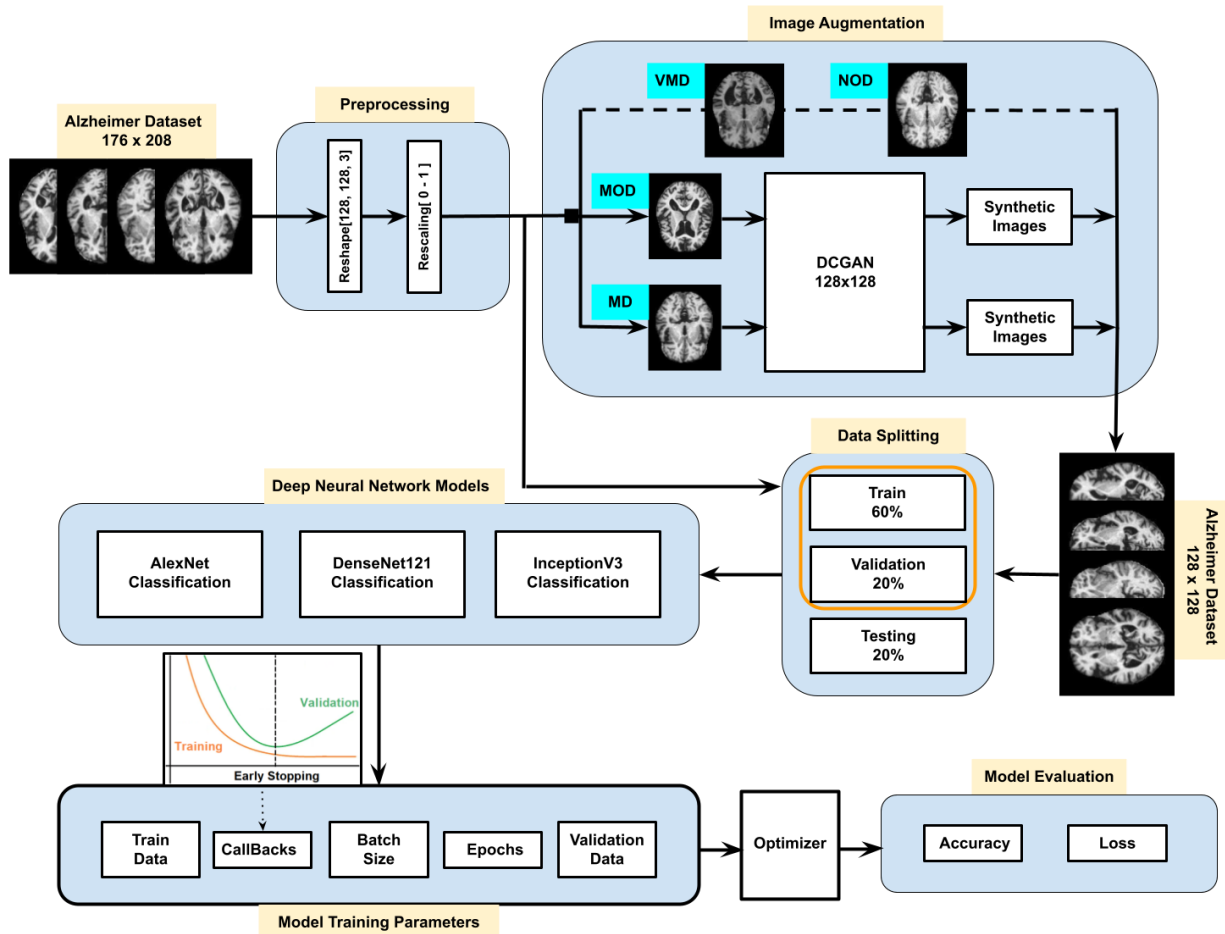 Image Augmentation
VMD
NOD
Preprocessing
Alzheimer Dataset
176 x 208
Reshape[128, 128, 3]
Rescaling[ 0 - 1 ]
MOD
MD
DCGAN
128x128
Synthetic
Images
Synthetic
Images
Data Splitting
Train
60%
Validation
20%
Testing
20%
Alzheimer Dataset
128 x 128
Deep Neural Network Models
AlexNet
Classification
DenseNet121
Classification
InceptionV3
Classification
Validation
Training
Early Stopping
Train
Data
CallBacks
Batch
Size
Epochs
Validation
Data
Model Training Parameters
Optimizer
Model Evaluation
Accuracy
Loss